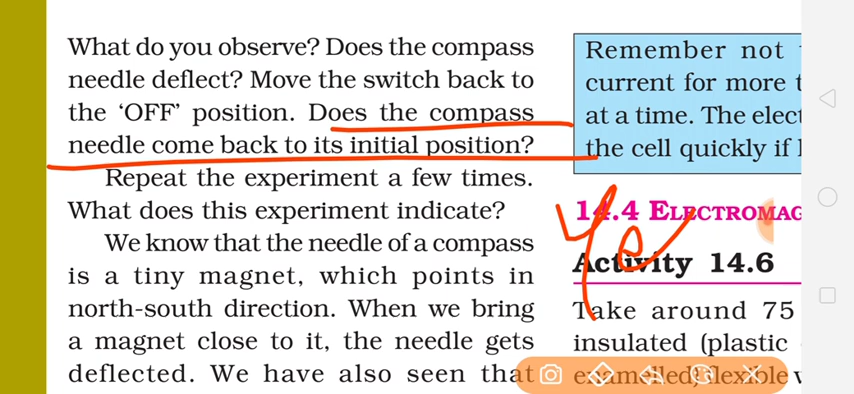 What do you observe? Does the compass
needle deflect? Move the switch back to
the ‘OFF’ position. Does the compass
needle come back to its initial position?
Repeat the experiment a few times.
What does this experiment indicate?
We know that the needle of a compass
is a tiny magnet, which points in
north-south direction. When we bring
a magnet close to it, the needle gets
deflected. We have also seen that
Remember not
current for more t
at a time. The elect
the cell quickly if
14.4 ELECTROMAG
Ye
Activity 14.6
Take around 75
insulated (plastic
enamelled) flexible